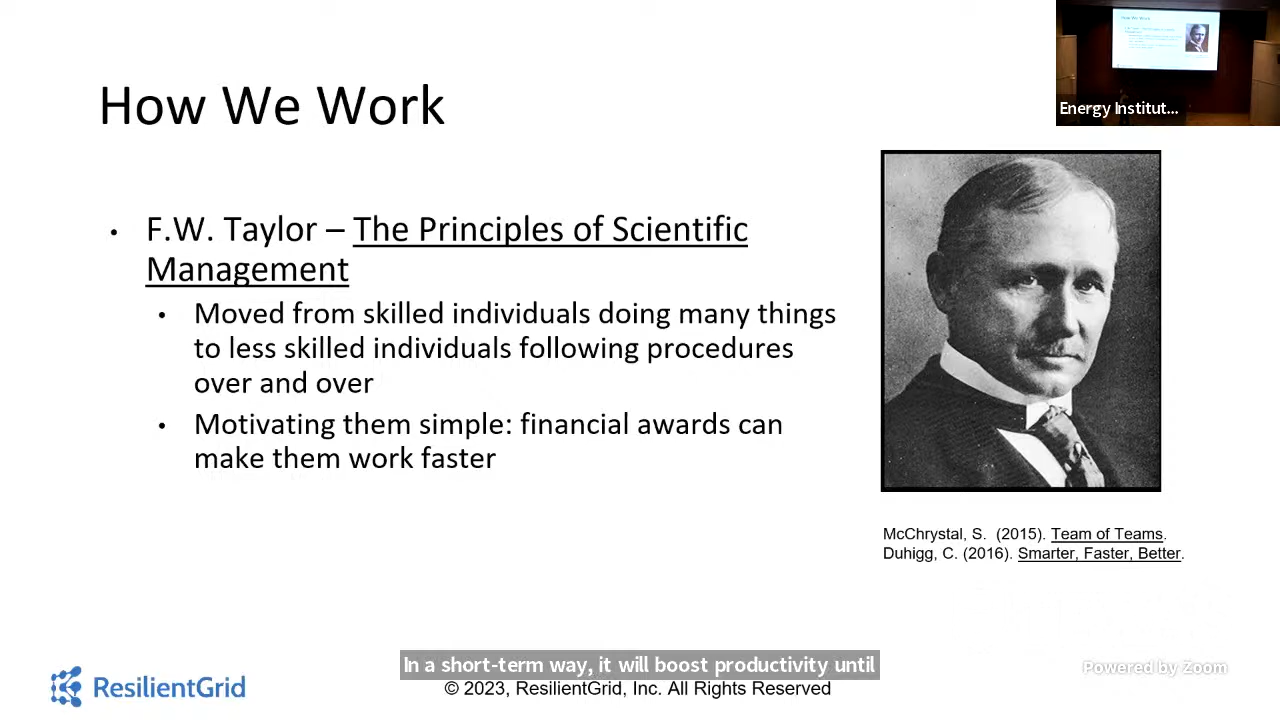 How We Work
Energy Institut...
• F.W. Taylor – The Principles of Scientific
Management
• Moved from skilled individuals doing many things
to less skilled individuals following procedures
over and over
• Motivating them simple: financial awards can
make them work faster
McChrystal, S. (2015). Team of Teams.
Duhigg, C. (2016). Smarter, Faster, Better.
In a short-term way, it will boost productivity until
Powered by Zoom
ResilientGrid
© 2023, ResilientGrid, Inc. All Rights Reserved